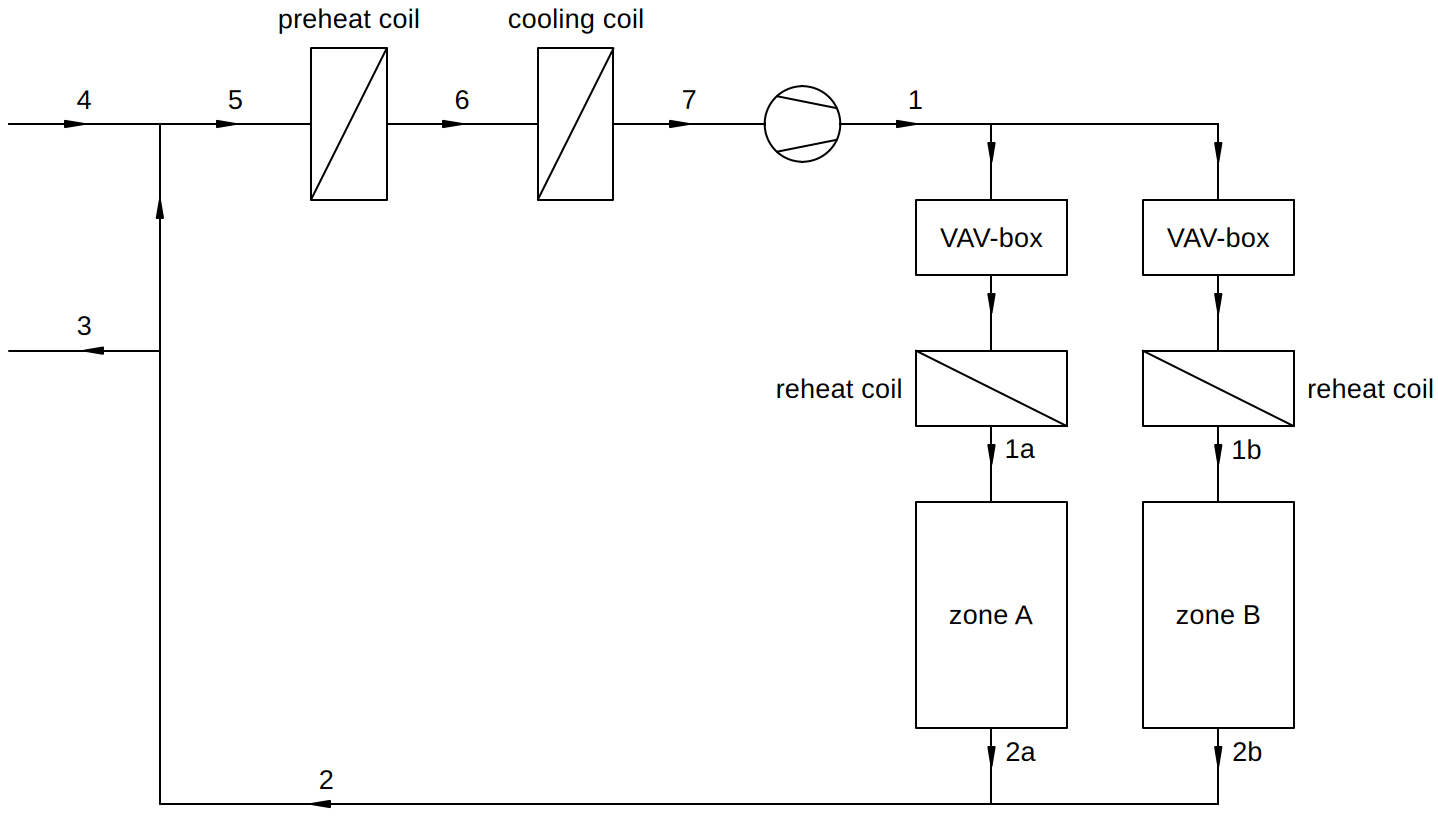 preheat coil
cooling coil
4
5
6
7
1
VAV-box
VAV-box
3
reheat coil
reheat coil
1a
1b
zone A
zone B
2a
2b
2